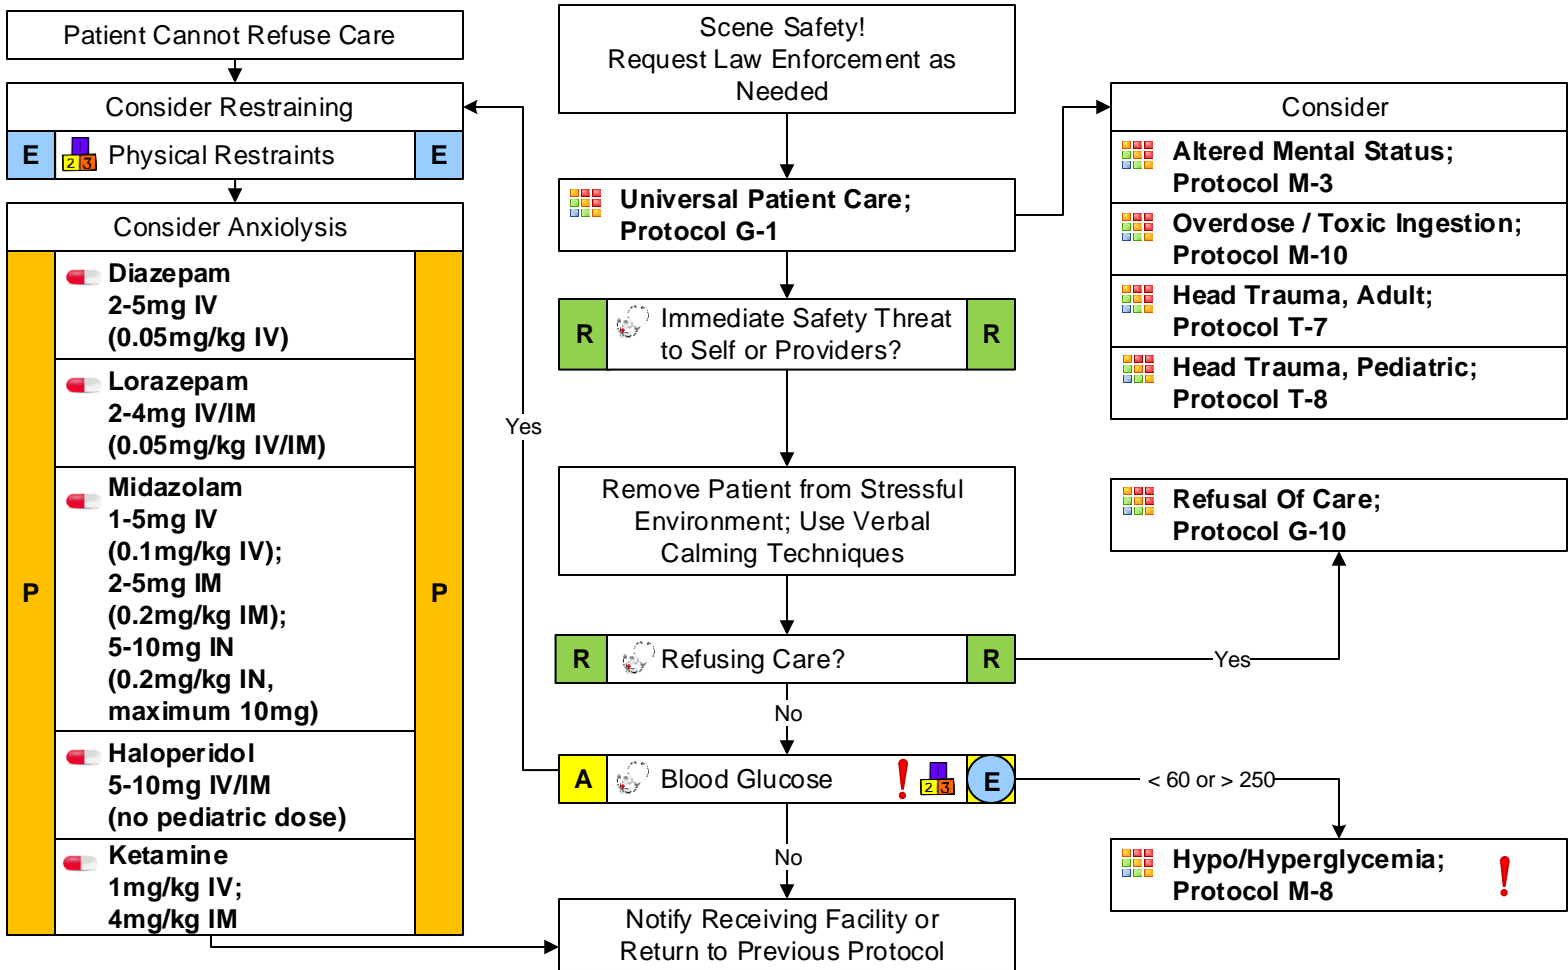 Patient Cannot Refuse Care
Consider Restraining
E
1
2 3
Physical Restraints
E
Consider Anxiolysis
P
Diazepam
2-5mg IV
(0.05mg/kg IV)
Lorazepam
2-4mg IV/IM
(0.05mg/kg IV/IM)
Midazolam
1-5mg IV
(0.1mg/kg IV);
2-5mg IM
(0.2mg/kg IM);
5-10mg IN
(0.2mg/kg IN,
maximum 10mg)
Haloperidol
5-10mg IV/IM
(no pediatric dose)
Ketamine
1mg/kg IV;
4mg/kg IM
P
Yes
Scene Safety!
Request Law Enforcement as
Needed
Universal Patient Care;
Protocol G-1
R
Immediate Safety Threat
to Self or Providers?
R
Remove Patient from Stressful
Environment; Use Verbal
Calming Techniques
R
Refusing Care?
R
Yes
No
A
Blood Glucose
!
1
2 3
E
< 60 or > 250
No
Notify Receiving Facility or
Return to Previous Protocol
Consider
Altered Mental Status;
Protocol M-3
Overdose / Toxic Ingestion;
Protocol M-10
Head Trauma, Adult;
Protocol T-7
Head Trauma, Pediatric;
Protocol T-8
Refusal Of Care;
Protocol G-10
Hypo/Hyperglycemia;
Protocol M-8
!